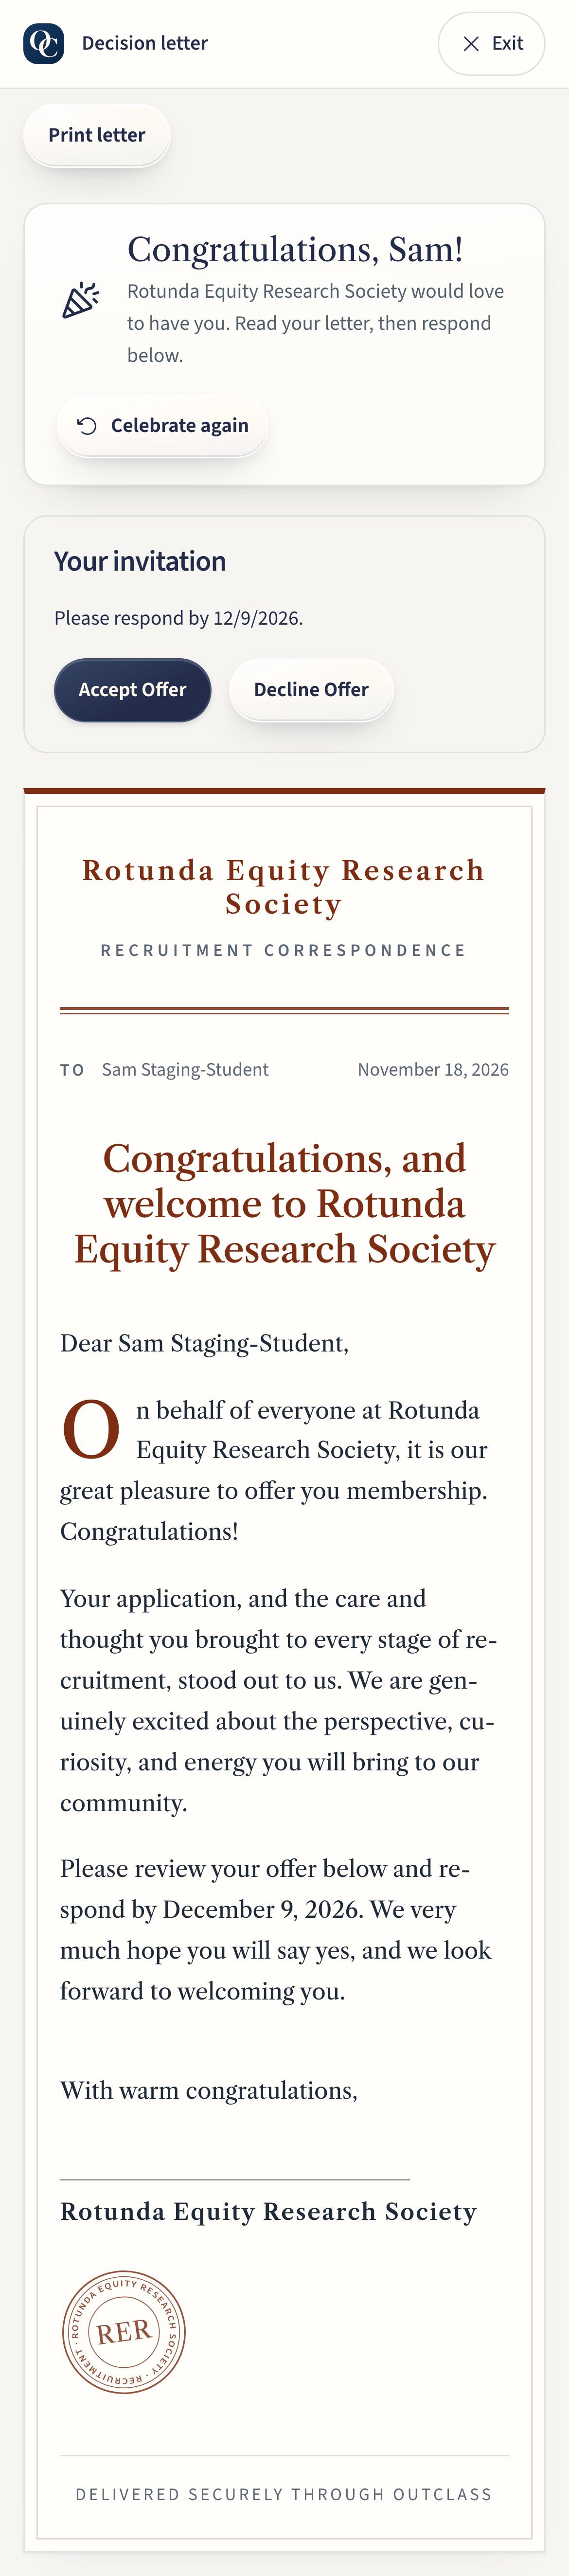 OC Decision letter
Exit
Print letter
Congratulations, Sam!
Rotunda Equity Research Society would love
to have you. Read your letter, then respond
below.
Celebrate again
Your invitation
Please respond by 12/9/2026.
Accept Offer
Decline Offer
Rotunda Equity Research
Society
RECRUITMENT CORRESPONDENCE
TO Sam Staging-Student
November 18, 2026
Congratulations, and
welcome to Rotunda
Equity Research Society
Dear Sam Staging-Student,
On behalf of everyone at Rotunda
Equity Research Society, it is our
great pleasure to offer you membership.
Congratulations!
Your application, and the care and
thought you brought to every stage of re-
cruitment, stood out to us. We are gen-
uinely excited about the perspective, cu-
riosity, and energy you will bring to our
community.
Please review your offer below and re-
spond by December 9, 2026. We very
much hope you will say yes, and we look
forward to welcoming you.
With warm congratulations,
Rotunda Equity Research Society
ROTUNDA EQUITY RESEARCH SOCIETY · RECRUITMENT ·
RER
DELIVERED SECURELY THROUGH OUTCLASS